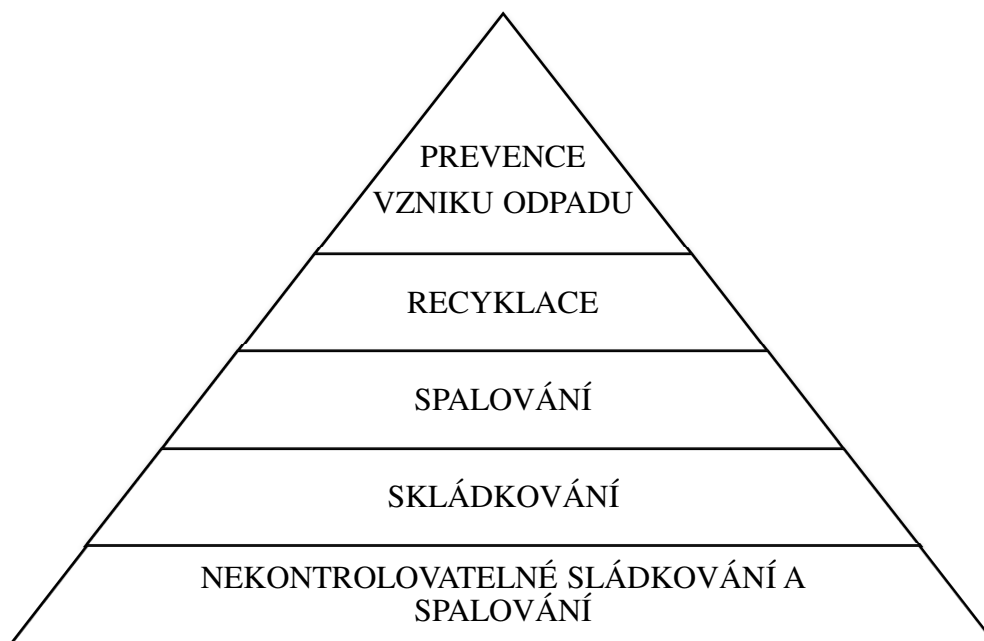 PREVENCE
VZNIKU ODPADU
RECYKLACE
SPALOVÁNÍ
SKLÁDKOVÁNÍ
NEKONTROLOVATELNÉ SLÁDKOVÁNÍ A
SPALOVÁNÍ